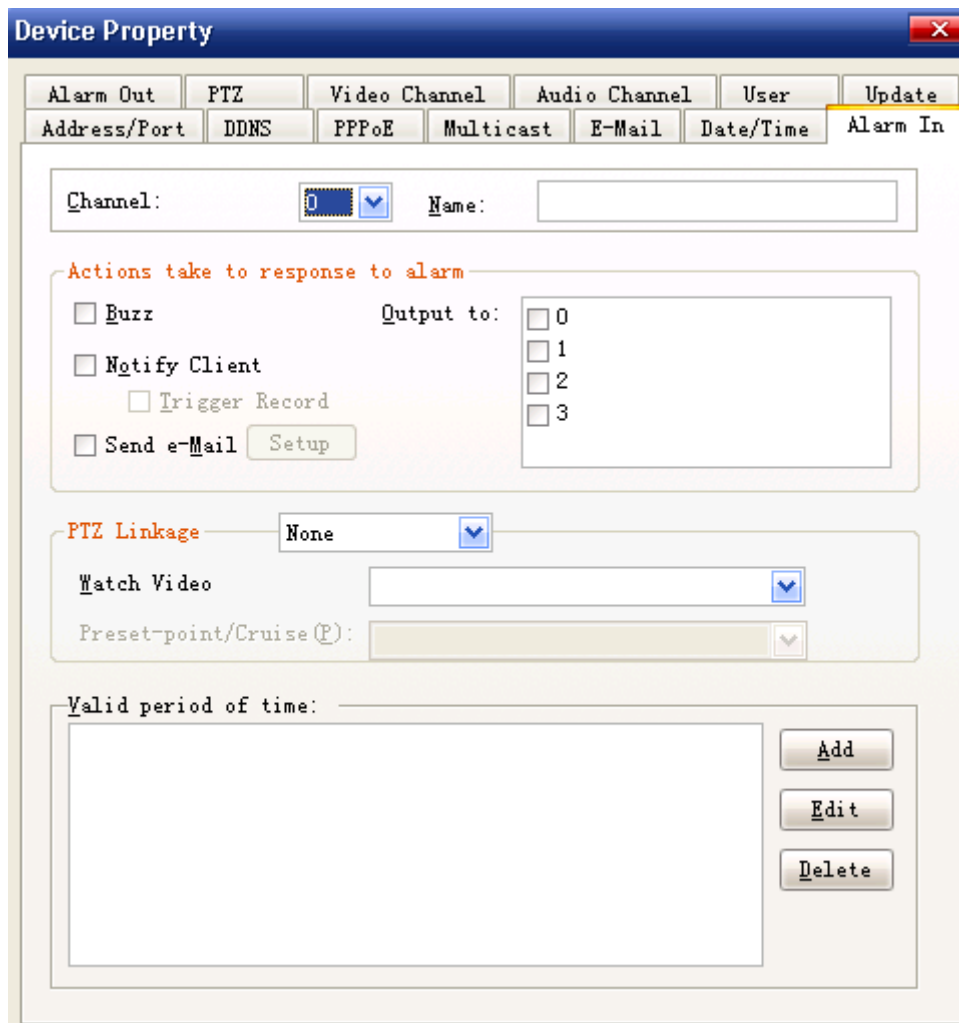 Device Property
Alarm Out PTZ Video Channel Audio Channel User Update
Address/Port DDNS PPPoE Multicast E-Mail Date/Time Alarm In
Channel: 0 Name:
Actions take to response to alarm
Buzz Output to: 0
1
Notify Client
2
Trigger Record
3
Send e-Mail Setup
PTZ Linkage None
Watch Video
Preset-point/Cruise(P):
Valid period of time:
Add
Edit
Delete